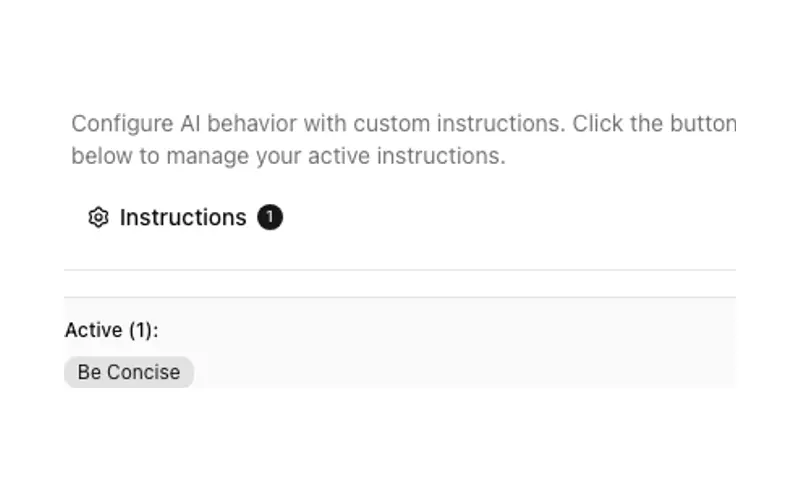 Configure AI behavior with custom instructions. Click the button
below to manage your active instructions.
Instructions 1
Active (1):
Be Concise